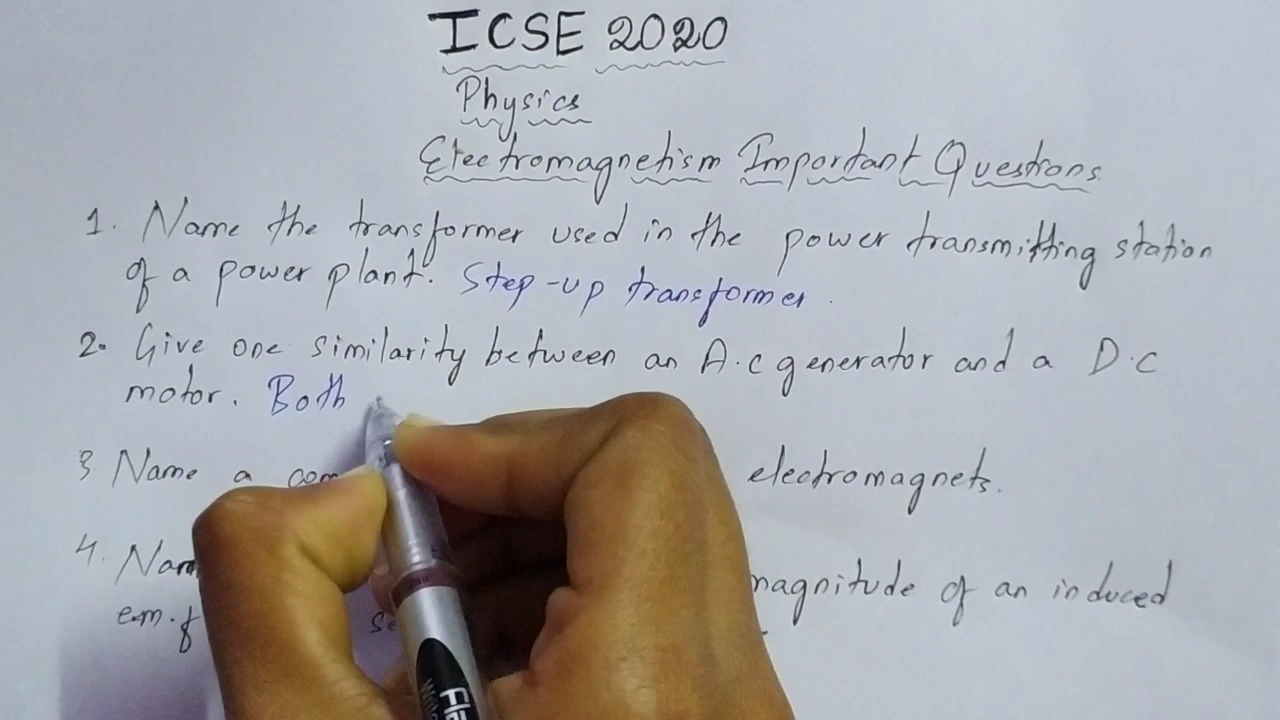 ICSE 2020
Physics
Electromagnetism Important Questions
1. Name the transformer used in the power transmitting station
of a power plant. Step-up transformer.
2. Give one similarity between an A.c generator and a D.c
motor. Both
3 Name a electromagnets.
4. magnitude of an induced
e.m.f